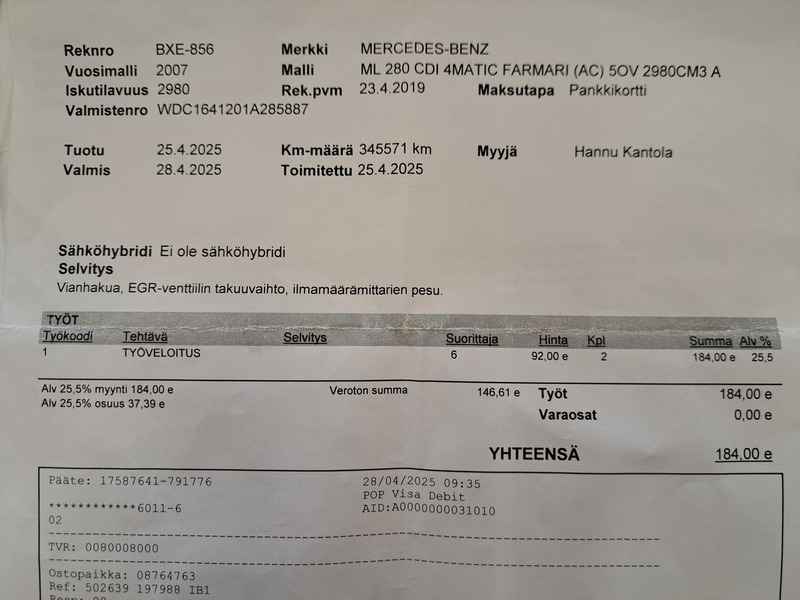 Reknro BXE-856 Merkki MERCEDES-BENZ
Vuosimalli 2007 Malli ML 280 CDI 4MATIC FARMARI (AC) 5OV 2980CM3 A
Iskutilavuus 2980 Rek.pvm 23.4.2019 Maksutapa Pankkikortti
Valmistenro WDC1641201A285887
Tuotu 25.4.2025 Km-määrä 345571 km Myyjä Hannu Kantola
Valmis 28.4.2025 Toimitettu 25.4.2025
Sähköhybridi Ei ole sähköhybridi
Selvitys
Vianhakua, EGR-venttiilin takuuvaihto, ilmamäärämittarien pesu.
TYÖT
Työkoodi Tehtävä Selvitys Suorittaja Hinta Kpl Summa Alv %
1 TYÖVELOITUS 6 92,00 e 2 184,00 e 25,5
Alv 25,5% myynti 184,00 e Veroton summa 146,61 e Työt 184,00 e
Alv 25,5% osuus 37,39 e Varaosat 0,00 e
YHTEENSÄ 184,00 e
Pääte: 17587641-791776 28/04/2025 09:35
POP Visa Debit
************6011-6 AID:A0000000031010
02
TVR: 0080008000
Ostopaikka: 08764763
Ref: 502639 197988 IB1
Resp: 00